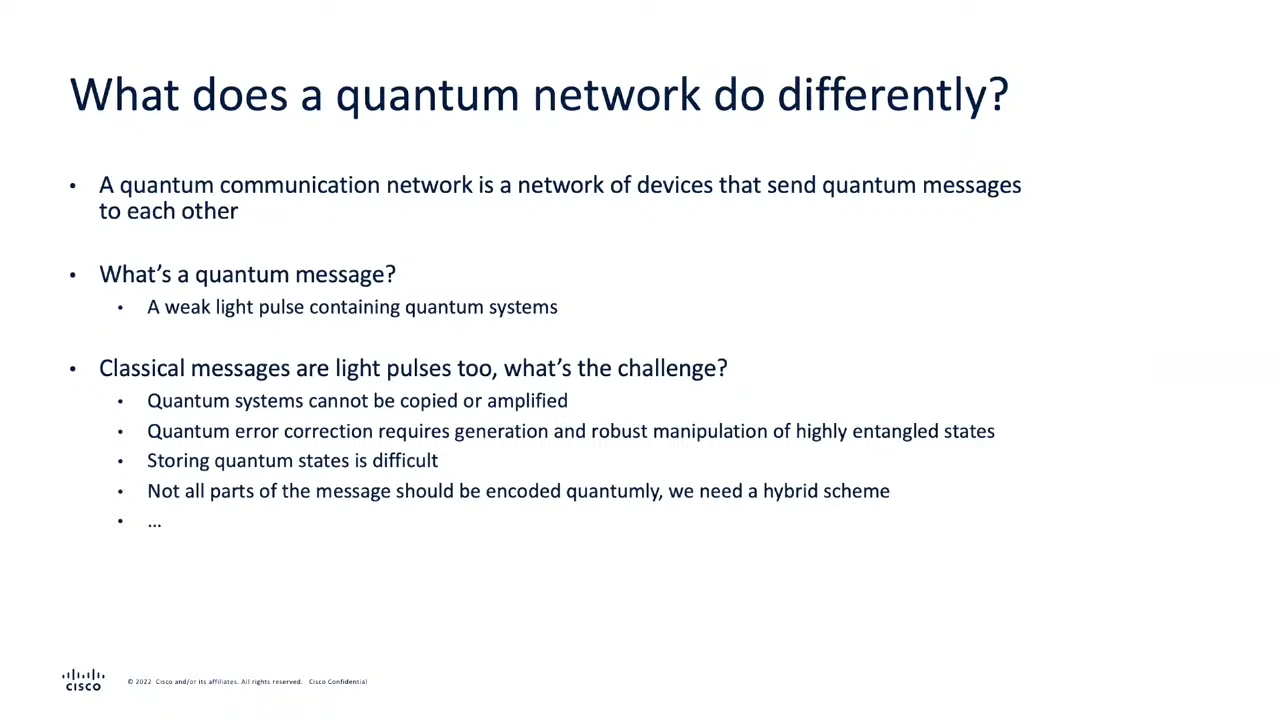 What does a quantum network do differently?
• A quantum communication network is a network of devices that send quantum messages
to each other
• What's a quantum message?
• A weak light pulse containing quantum systems
• Classical messages are light pulses too, what's the challenge?
• Quantum systems cannot be copied or amplified
• Quantum error correction requires generation and robust manipulation of highly entangled states
• Storing quantum states is difficult
• Not all parts of the message should be encoded quantumly, we need a hybrid scheme
• ...
CISCO © 2022 Cisco and/or its affiliates. All rights reserved. Cisco Confidential